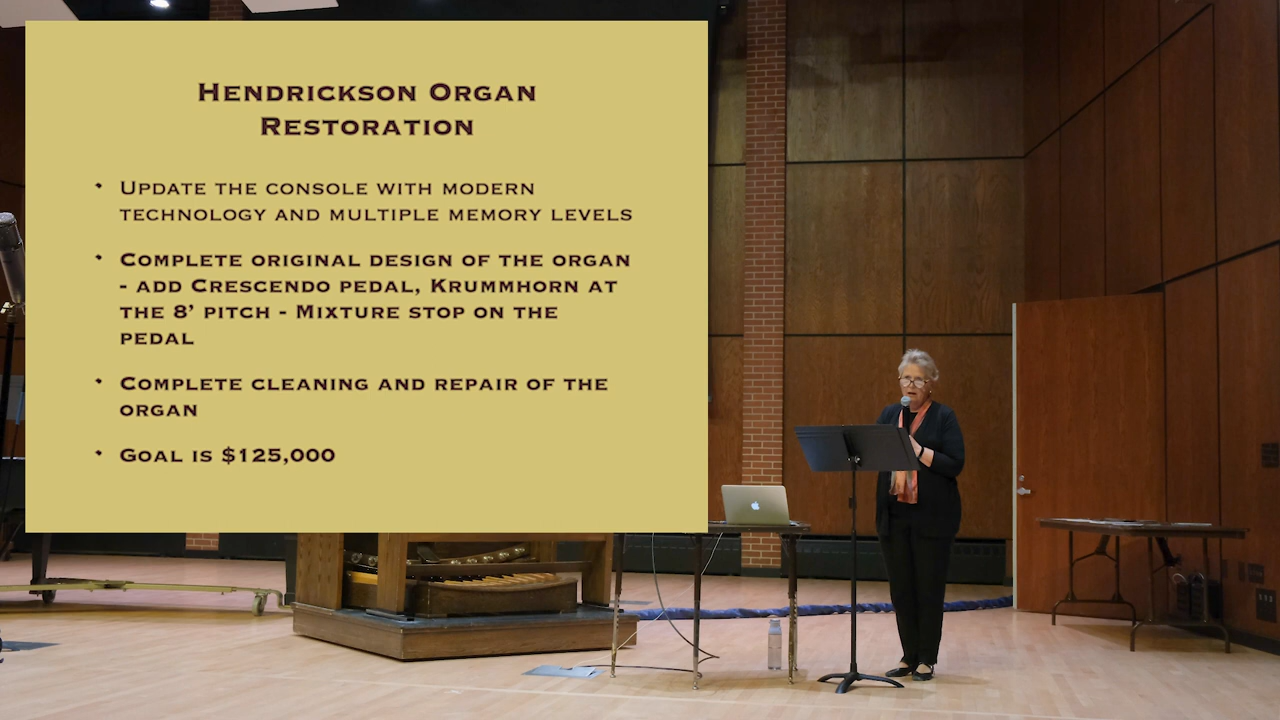 Hendrickson Organ
Restoration
• Update the console with modern
technology and multiple memory levels
• Complete original design of the organ
- add Crescendo pedal, Krummhorn at
the 8’ pitch - Mixture stop on the
pedal
• Complete cleaning and repair of the
organ
• Goal is $125,000